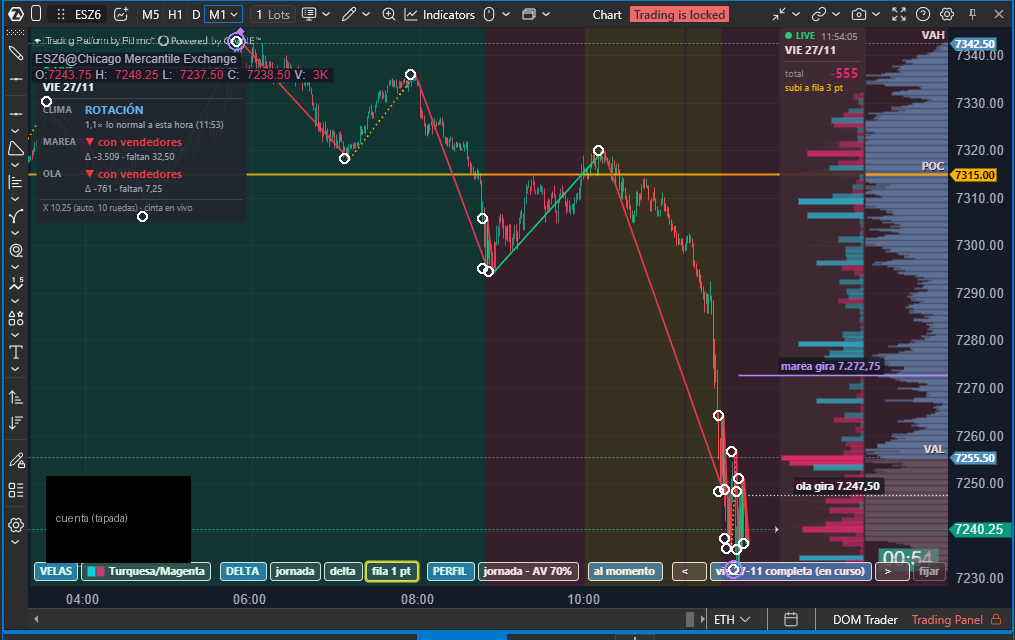 ESZ6 M5 H1 D M1 1 Lots Indicators Chart Trading is locked
Trading Platform by Rithmic™ Powered by
ESZ6@Chicago Mercantile Exchange
O:7243.75 H: 7248.25 L: 7237.50 C: 7238.50 V: 3K
VIE 27/11
CLIMA ROTACIÓN
1,1× lo normal a esta hora (11:53)
MAREA ▼ con vendedores
Δ -3.509 · faltan 32,50
OLA ▼ con vendedores
Δ -761 · faltan 7,25
X 10,25 (auto, 10 ruedas) · cinta en vivo
LIVE 11:54:05
VIE 27/11
total -555
subi a fila 3 pt
VAH
7342.50
7340.00
7330.00
7320.00
POC
7315.00
7310.00
7300.00
7290.00
7280.00
marea gira 7.272,75
7270.00
7260.00
VAL
7255.50
7250.00
ola gira 7.247,50
7240.25
7230.00
00:54
cuenta (tapada)
VELAS Turquesa/Magenta DELTA jornada delta fila 1 pt PERFIL jornada - AV 70% al momento < vie 27-11 completa (en curso) > fijar
04:00 06:00 08:00 10:00
ETH DOM Trader Trading Panel